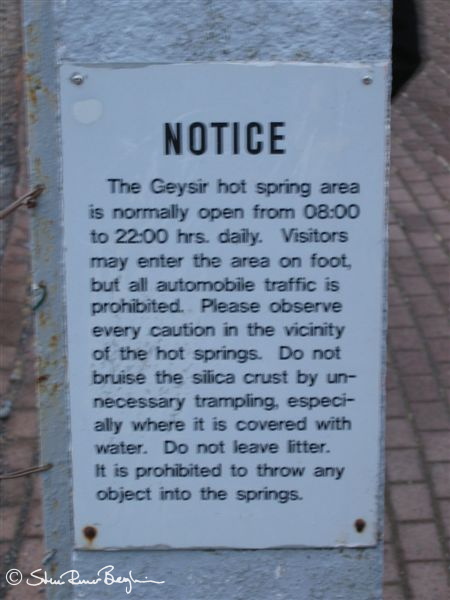 NOTICE
The Geysir hot spring area
is normally open from 08:00
to 22:00 hrs. daily. Visitors
may enter the area on foot,
but all automobile traffic is
prohibited. Please observe
every caution in the vicinity
of the hot springs. Do not
bruise the silica crust by un-
necessary trampling, especi-
ally where it is covered with
water. Do not leave litter.
It is prohibited to throw any
object into the springs.
©